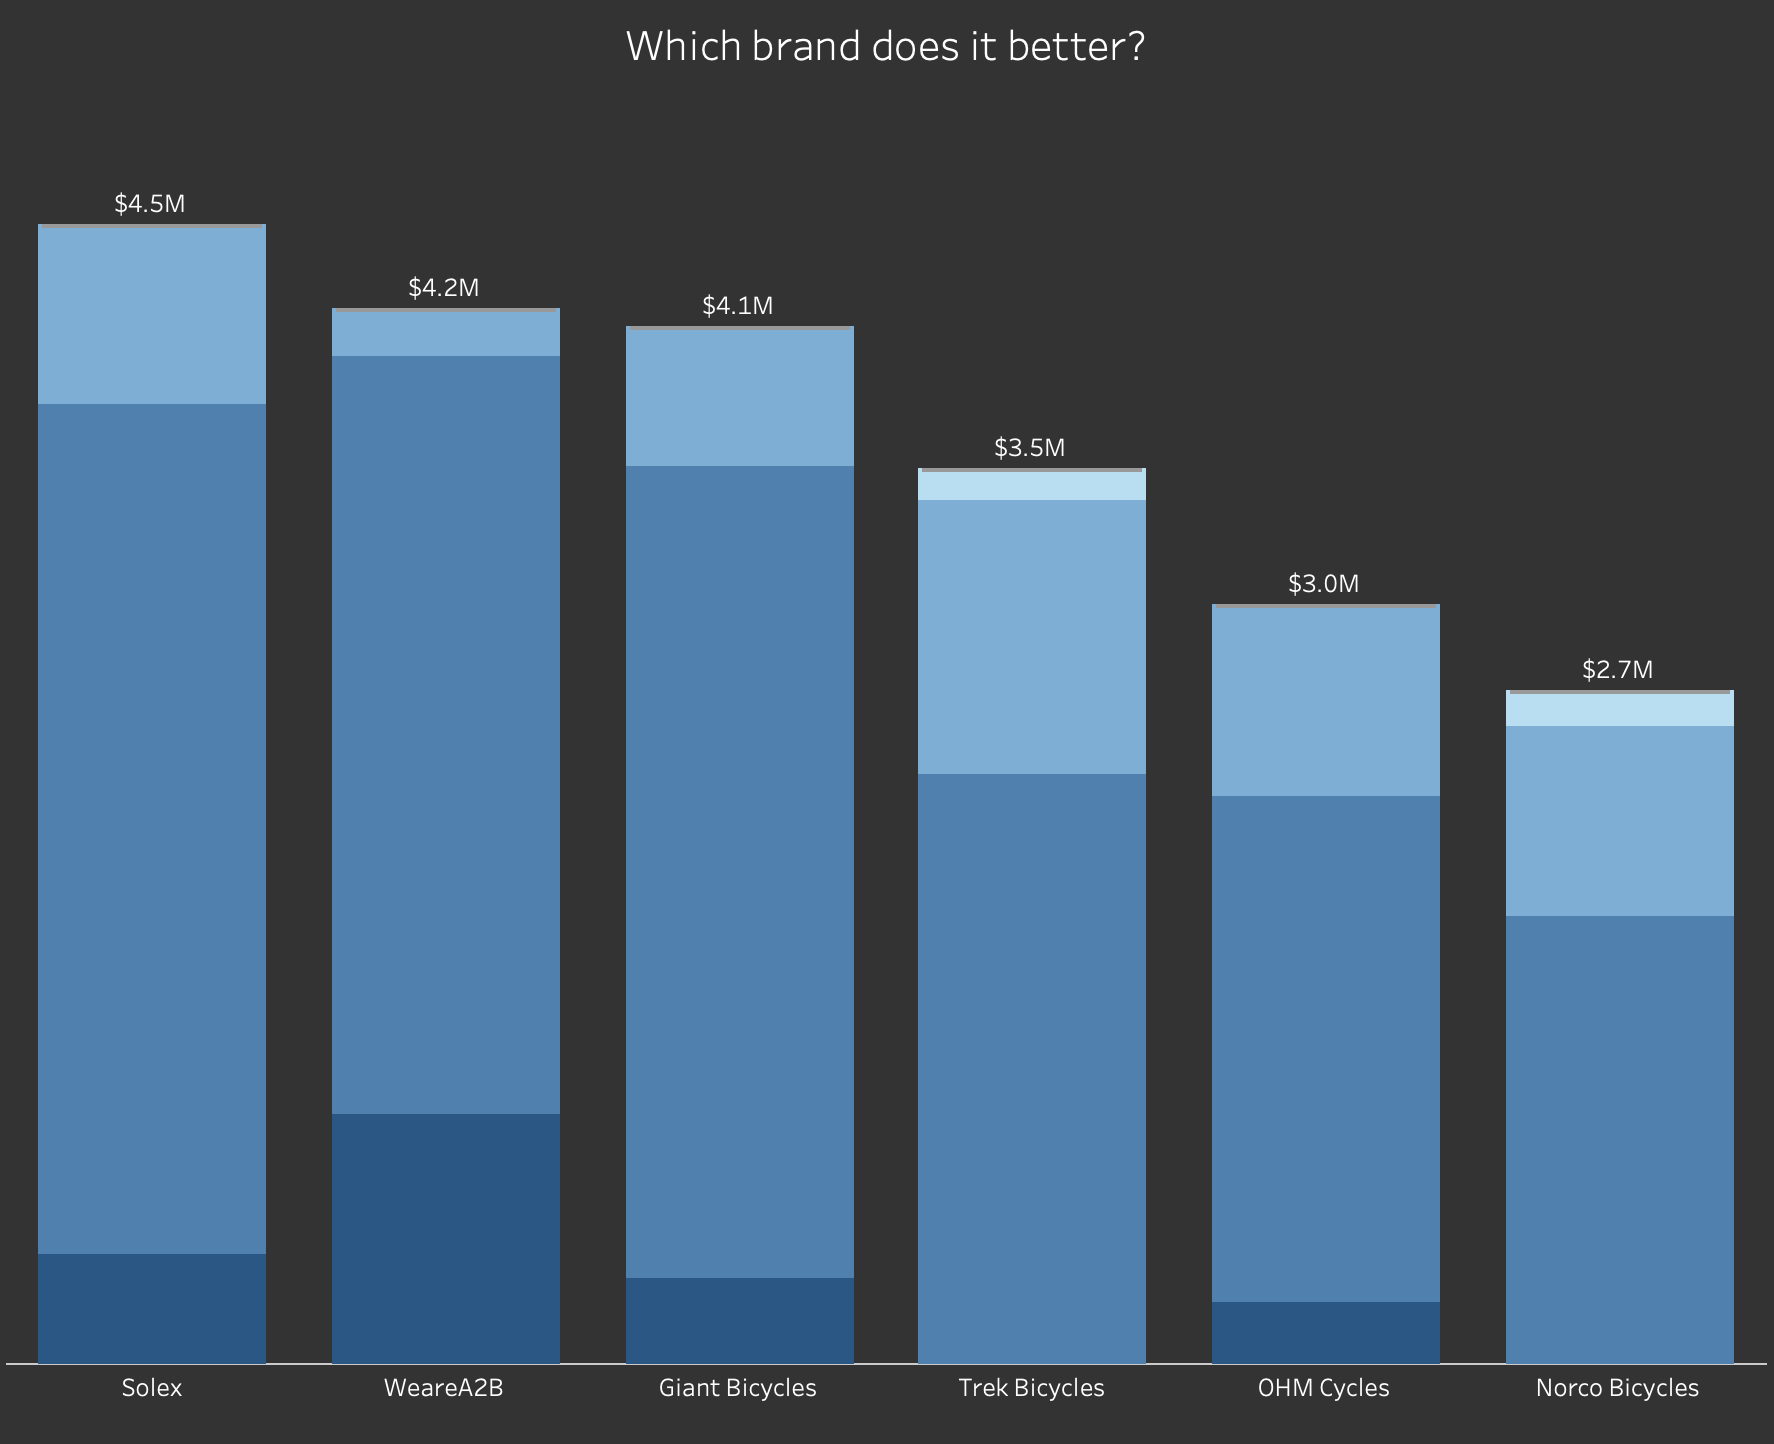 Which brand does it better?
$4.5M
$4.2M
$4.1M
$3.5M
$3.0M
$2.7M
Solex
WeareA2B
Giant Bicycles
Trek Bicycles
OHM Cycles
Norco Bicycles